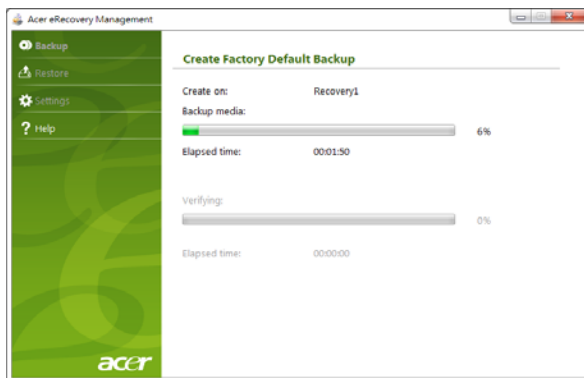 Acer eRecovery Management
Backup
Restore
Settings
? Help
Create Factory Default Backup
Create on: Recovery1
Backup media:
6%
Elapsed time: 00:01:50
Verifying:
0%
Elapsed time: 00:00:00
acer